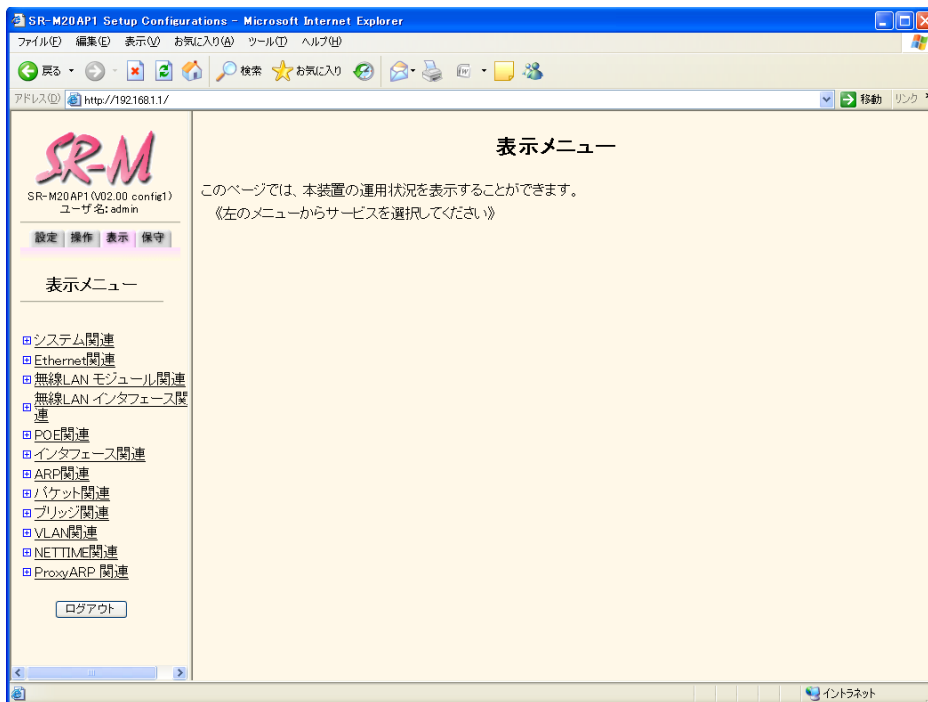 SR-M20AP1 Setup Configurations - Microsoft Internet Explorer
ファイル(F) 編集(E) 表示(V) お気に入り(A) ツール(T) ヘルプ(H)
戻る 検索 お気に入り
アドレス(D) http://192.168.1.1/ 移動 リンク
SR-M
SR-M20AP1(V02.00 config1)
ユーザ名:admin
設定 操作 表示 保守
表示メニュー
システム関連
Ethernet関連
無線LAN モジュール関連
無線LAN インタフェース関
連
POE関連
インタフェース関連
ARP関連
パケット関連
ブリッジ関連
VLAN関連
NETTIME関連
ProxyARP 関連
ログアウト
表示メニュー
このページでは、本装置の運用状況を表示することができます。
《左のメニューからサービスを選択してください》
イントラネット